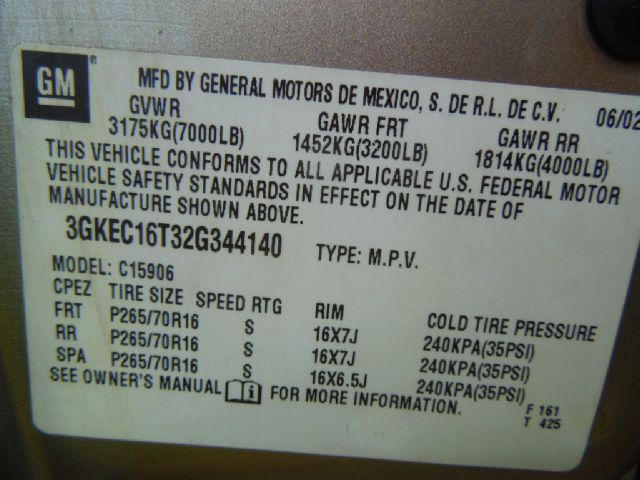 GM®
MFD BY GENERAL MOTORS DE MEXICO, S. DE R.L. DE C.V. 06/02
GVWR GAWR FRT GAWR RR
3175KG(7000LB) 1452KG(3200LB) 1814KG(4000LB)
THIS VEHICLE CONFORMS TO ALL APPLICABLE U.S. FEDERAL MOTOR
VEHICLE SAFETY STANDARDS IN EFFECT ON THE DATE OF
MANUFACTURE SHOWN ABOVE.
3GKEC16T32G344140 TYPE: M.P.V.
MODEL: C15906
CPEZ TIRE SIZE SPEED RTG RIM COLD TIRE PRESSURE
FRT P265/70R16 S 16X7J 240KPA(35PSI)
RR P265/70R16 S 16X7J 240KPA(35PSI)
SPA P265/70R16 S 16X6.5J 240KPA(35PSI)
SEE OWNER'S MANUAL i FOR MORE INFORMATION.
F 161
T 425